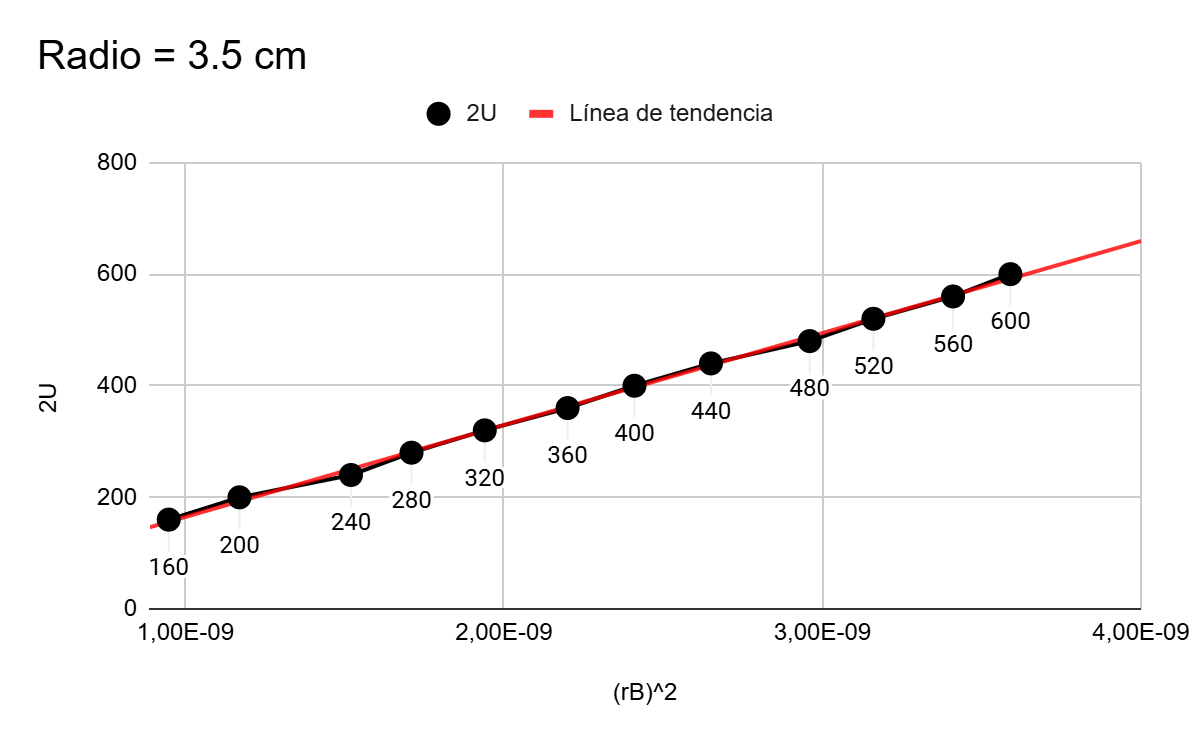 Radio = 3.5 cm
2U
Línea de tendencia
800
600
400
200
0
2U
160
200
240
280
320
360
400
440
480
520
560
600
1,00E-09
2,00E-09
3,00E-09
4,00E-09
(rB)^2